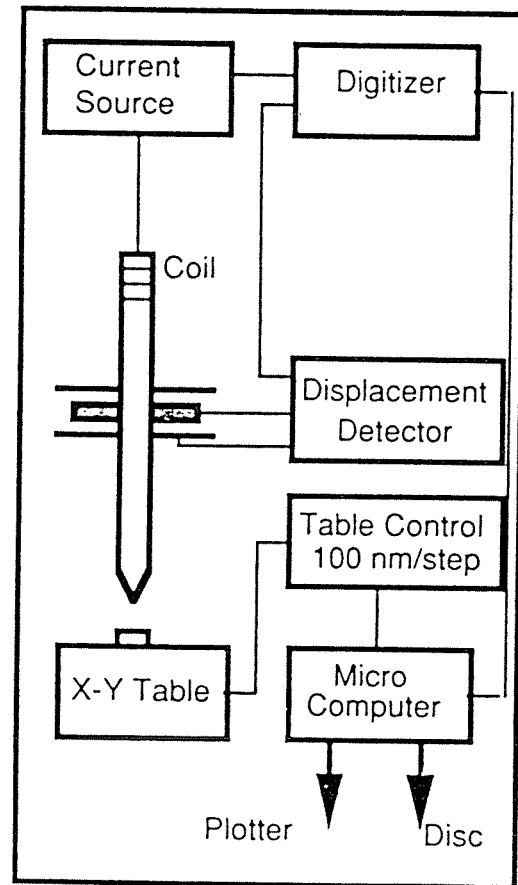 Current
Source
Digitizer
Coil
Displacement
Detector
Table Control
100 nm/step
X-Y Table
Micro
Computer
Plotter
Disc